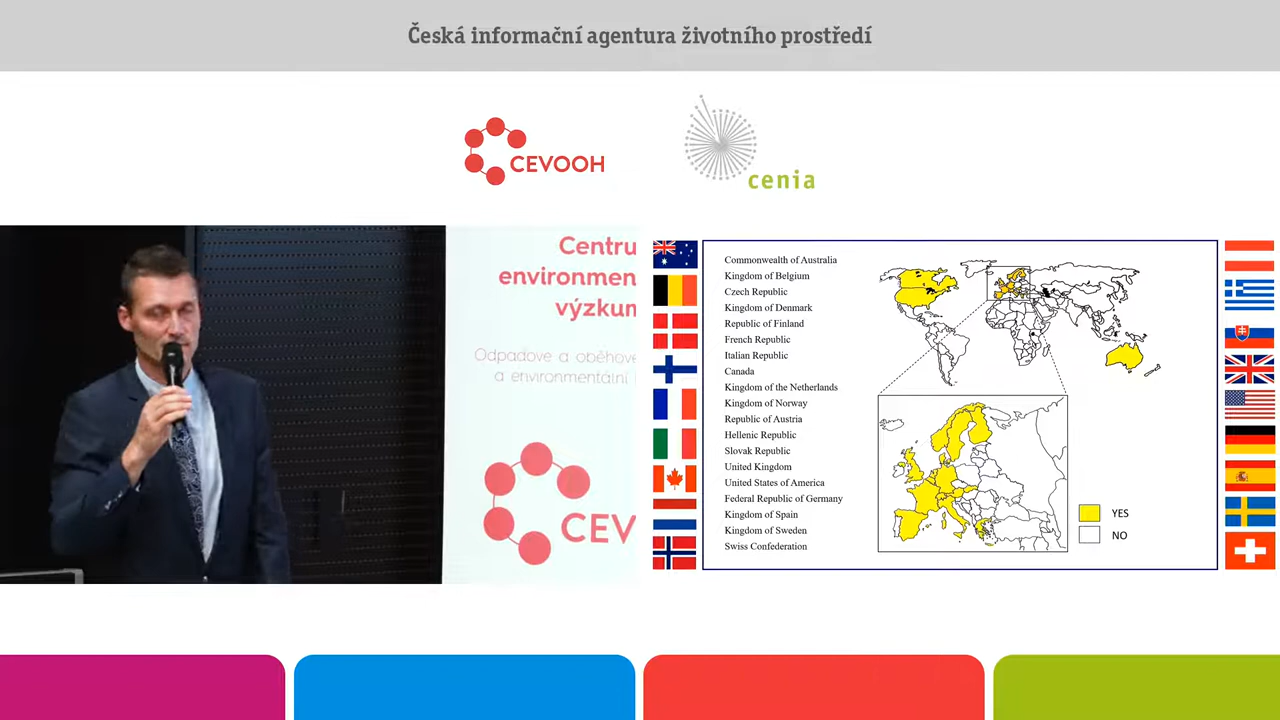 Česká informační agentura životního prostředí
CEVOOH
cenia
Centru
environmen
výzkun
Odpadové a oběhové
a environmentální
CEV
Commonwealth of Australia
Kingdom of Belgium
Czech Republic
Kingdom of Denmark
Republic of Finland
French Republic
Italian Republic
Canada
Kingdom of the Netherlands
Kingdom of Norway
Republic of Austria
Hellenic Republic
Slovak Republic
United Kingdom
United States of America
Federal Republic of Germany
Kingdom of Spain
Kingdom of Sweden
Swiss Confederation
YES
NO